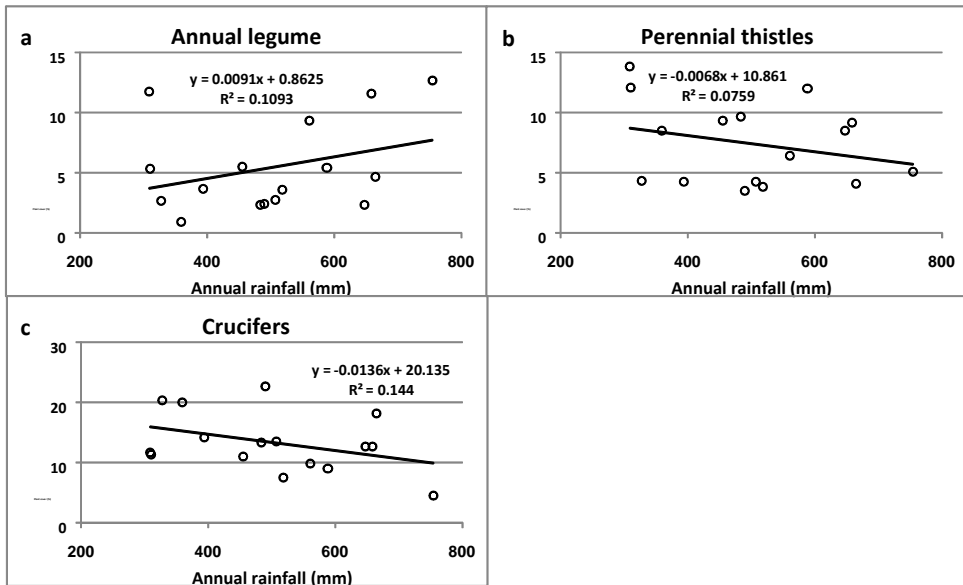 a
Annual legume
y = 0.0091x + 0.8625
R² = 0.1093
15
10
5
0
200 400 600 800
Annual rainfall (mm)
b
Perennial thistles
y = -0.0068x + 10.861
R² = 0.0759
15
10
5
0
200 400 600 800
Annual rainfall (mm)
c
Crucifers
y = -0.0136x + 20.135
R² = 0.144
30
20
10
0
200 400 600 800
Annual rainfall (mm)